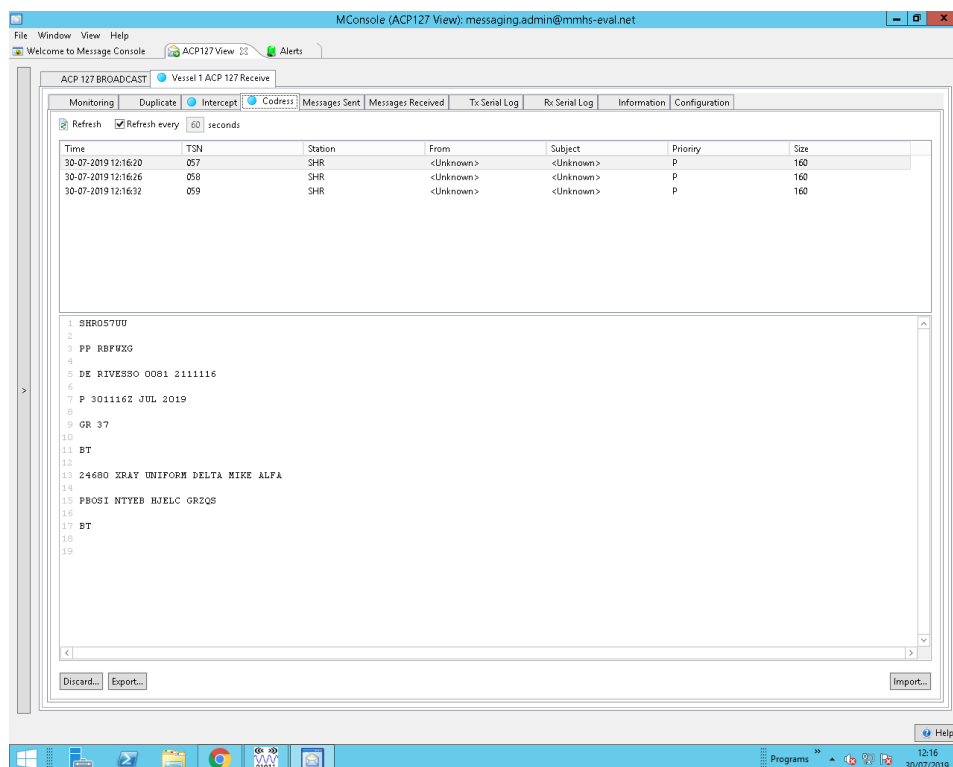 MConsole (ACP127 View): messaging.admin@mmhs-eval.net
File Window View Help
Welcome to Message Console ACP127 View Alerts
ACP 127 BROADCAST Vessel 1 ACP 127 Receive
Monitoring Duplicate Intercept Codress Messages Sent Messages Received Tx Serial Log Rx Serial Log Information Configuration
Refresh Refresh every 60 seconds
Time TSN Station From Subject Prioriry Size
30-07-2019 12:16:20 057 SHR <Unknown> <Unknown> P 160
30-07-2019 12:16:26 058 SHR <Unknown> <Unknown> P 160
30-07-2019 12:16:32 059 SHR <Unknown> <Unknown> P 160
1 SHR057UU
2
3 PP RBFWXG
4
5 DE RIVESSO 0081 2111116
6
7 P 301116Z JUL 2019
8
9 GR 37
10
11 BT
12
13 24680 XRAY UNIFORM DELTA MIKE ALFA
14
15 PBOSI NTYEB HJELC GRZQS
16
17 BT
18
19
Discard... Export... Import...
Help
Programs 12:16
30/07/2019